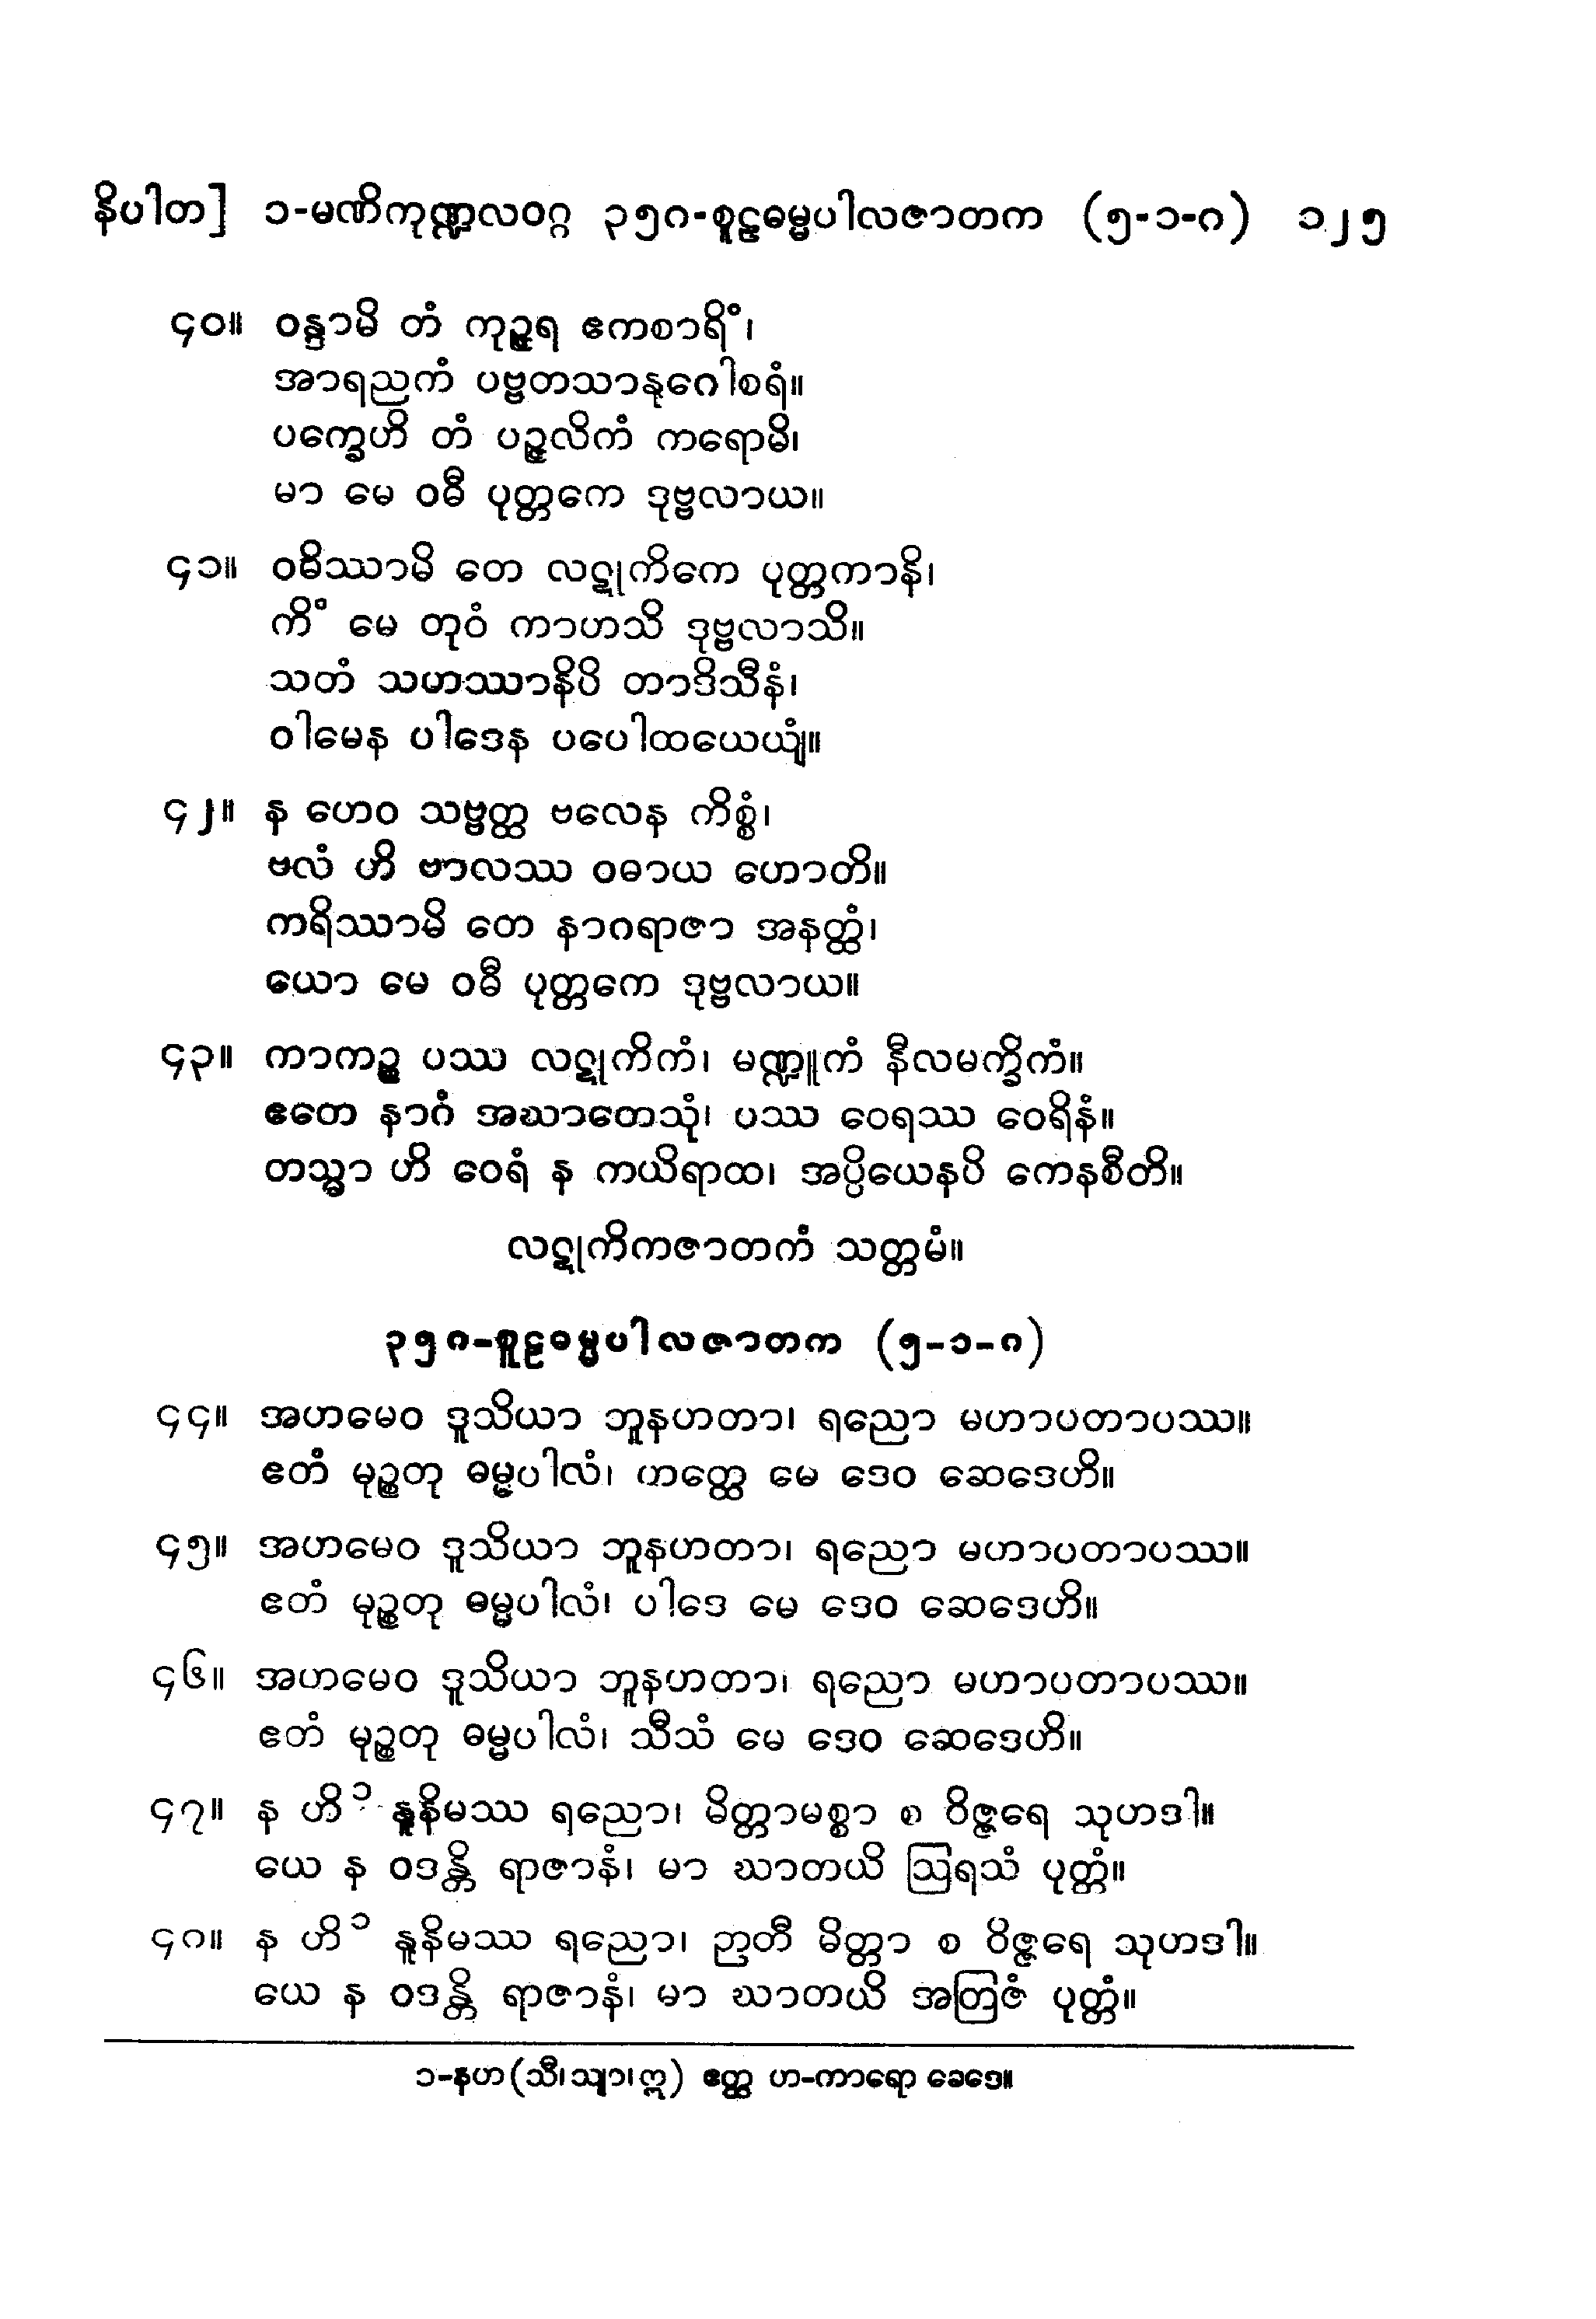 နိပါတ] ၁-မဏိကုဏ္ဍလဝဂ္ဂ ၃၅၈-စူဠဓမ္မပါလဇာတက (၅-၁-၈) ၁၂၅
၄၀။ ဝန္ဒာမိ တံ ကုဉ္ဇရ ဧကစာရိံ၊
အာရညကံ ပဗ္ဗတသာနုဂေါစရံ။
ပက္ခေဟိ တံ ပဉ္ဇလိကံ ကရောမိ၊
မာ မေ ဝဓီ ပုတ္တကေ ဒုဗ္ဗလာယ။
၄၁။ ဝဓိဿာမိ တေ လဋုကိကေ ပုတ္တကာနိ၊
ကိံ မေ တုဝံ ကာဟသိ ဒုဗ္ဗလာသိ။
သတံ သဟဿာနိပိ တာဒိသီနံ၊
ဝါမေန ပါဒေန ပပေါထယေယျံ။
၄၂။ န ဟေဝ သဗ္ဗတ္ထ ဗလေန ကိစ္စံ၊
ဗလံ ဟိ ဗာလဿ ဝဓာယ ဟောတိ။
ကရိဿာမိ တေ နာဂရာဇာ အနတ္ထံ၊
ယော မေ ဝဓီ ပုတ္တကေ ဒုဗ္ဗလာယ။
၄၃။ ကာကဉ္စ ပဿ လဋုကိကံ၊ မဏ္ဍူကံ နီလမက္ခိကံ။
ဧတေ နာဂံ အဃာတေသုံ၊ ပဿ ဝေရဿ ဝေရိနံ။
တသ္မာ ဟိ ဝေရံ န ကယိရာထ၊ အပ္ပိယေနပိ ကေနစီတိ။
လဋုကိကဇာတကံ သတ္တမံ။
၃၅၈-စူဠဓမ္မပါလဇာတက (၅-၁-၈)
၄၄။ အဟမေဝ ဒူသိယာ ဘူနဟတာ၊ ရညော မဟာပတာပဿ။
ဧတံ မုဉ္စတု ဓမ္မပါလံ၊ ဟတ္ထေ မေ ဒေဝ ဆေဒေဟိ။
၄၅။ အဟမေဝ ဒူသိယာ ဘူနဟတာ၊ ရညော မဟာပတာပဿ။
ဧတံ မုဉ္စတု ဓမ္မပါလံ၊ ပါဒေ မေ ဒေဝ ဆေဒေဟိ။
၄၆။ အဟမေဝ ဒူသိယာ ဘူနဟတာ၊ ရညော မဟာပတာပဿ။
ဧတံ မုဉ္စတု ဓမ္မပါလံ၊ သီသံ မေ ဒေဝ ဆေဒေဟိ။
၄၇။ န ဟိ ၁ နူနိမဿ ရညော၊ မိတ္တာမစ္စာ စ ဝိဇ္ဇရေ သုဟဒါ။
ယေ န ဝဒန္တိ ရာဇာနံ၊ မာ ဃာတယိ ဩရသံ ပုတ္တံ။
၄၈။ န ဟိ ၁ နူနိမဿ ရညော၊ ဉာတီ မိတ္တာ စ ဝိဇ္ဇရေ သုဟဒါ။
ယေ န ဝဒန္တိ ရာဇာနံ၊ မာ ဃာတယိ အတြဇံ ပုတ္တံ။
၁-နဟ (သီ၊ သျာ၊ ဣ) ဧတ္ထ ဟ-ကာရော ခေဒေ။